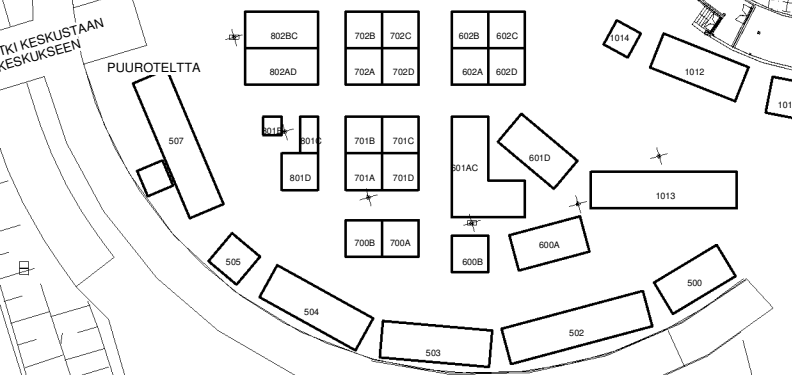 TKI KESKUSTAAN
KESKUKSEEN
PUUROTELTTA
802BC
702B
702C
602B
602C
1014
802AD
702A
702D
602A
602D
1012
507
801C
701B
701C
601D
601AC
801D
701A
701D
1013
700B
700A
600A
505
600B
500
504
503
502